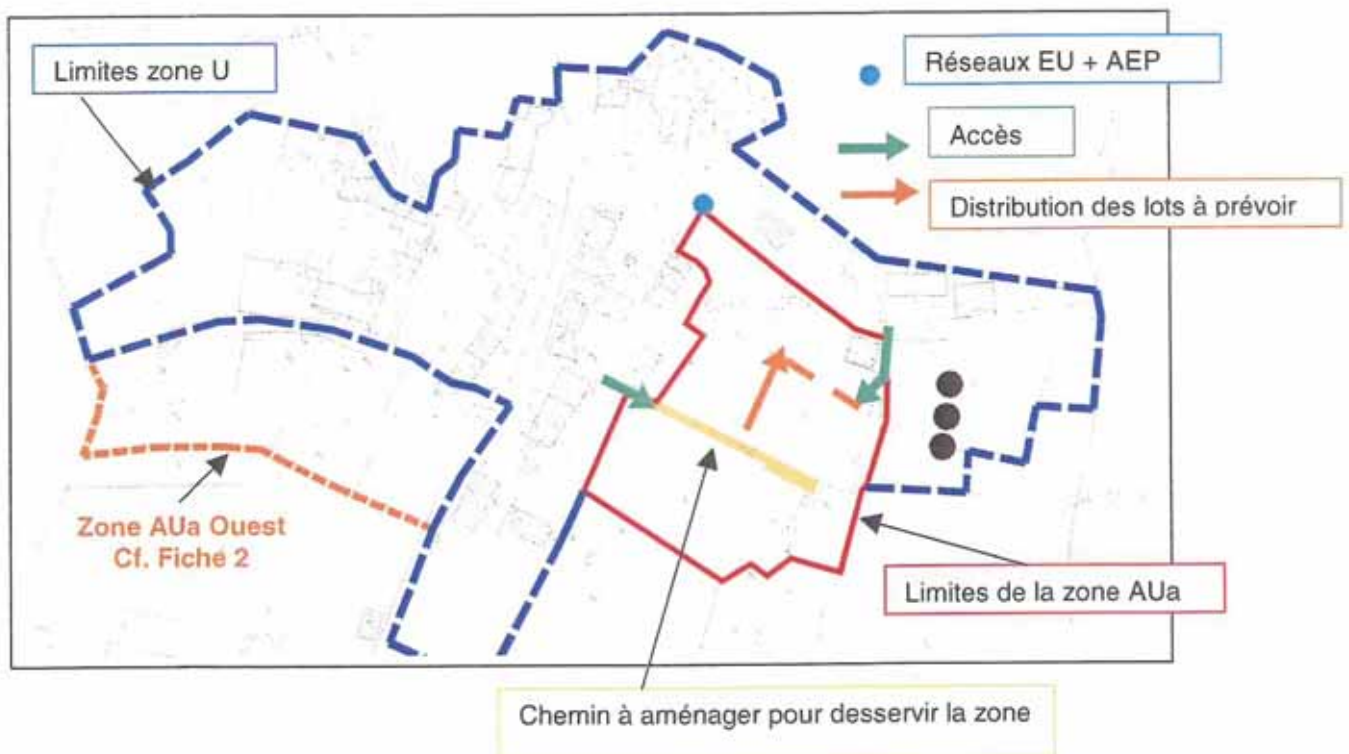 Limites zone U
Réseaux EU + AEP
Accès
Distribution des lots à prévoir
Zone AUa Ouest
Cf. Fiche 2
Limites de la zone AUa
Chemin à aménager pour desservir la zone